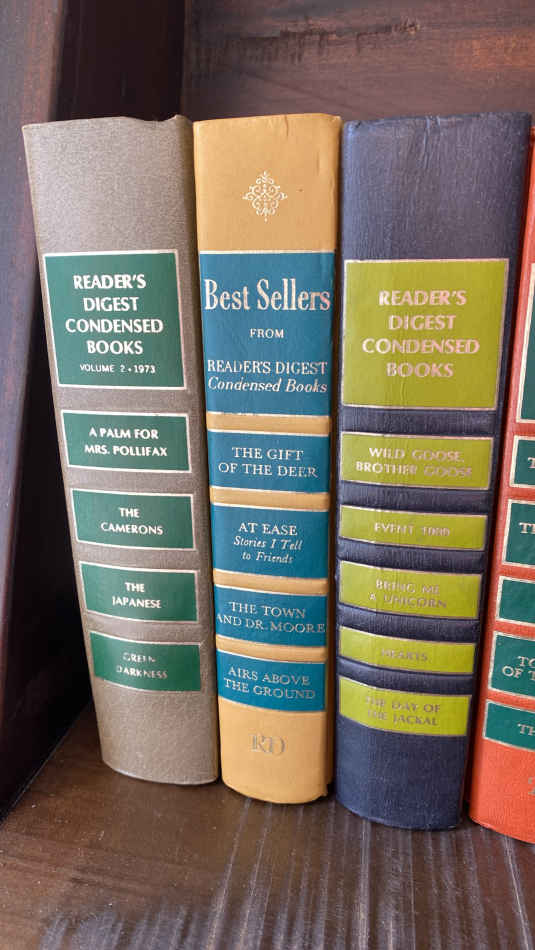 READER'S
DIGEST
CONDENSED
BOOKS
VOLUME 2 • 1973
A PALM FOR
MRS. POLLIFAX
THE
CAMERONS
THE
JAPANESE
GREEN
DARKNESS
Best Sellers
FROM
READER'S DIGEST
Condensed Books
THE GIFT
OF THE DEER
AT EASE
Stories I Tell
to Friends
THE TOWN
AND DR. MOORE
AIRS ABOVE
THE GROUND
RD
READER'S
DIGEST
CONDENSED
BOOKS
WILD GOOSE,
BROTHER GOOSE
EVENT 1000
BRING ME
A UNICORN
HEARTS
THE DAY OF
THE JACKAL